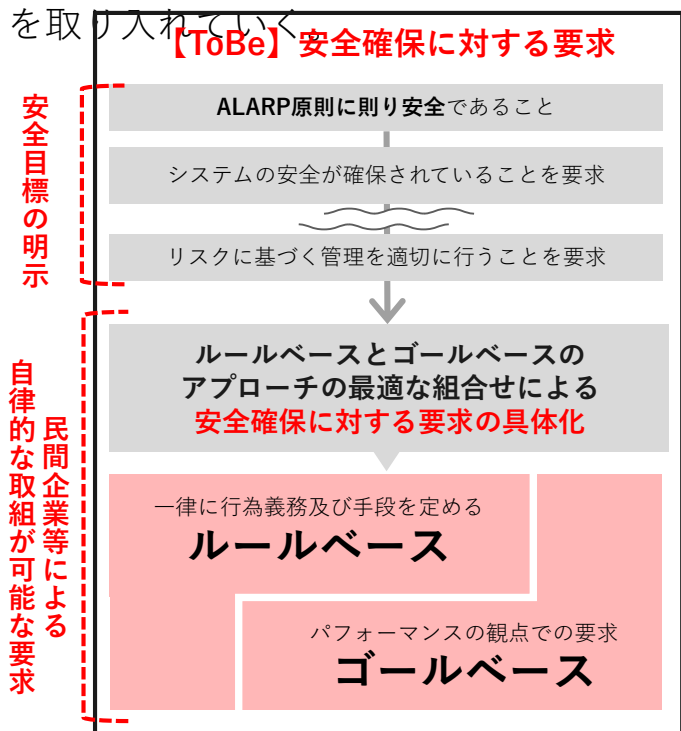 を取り入れていく。
【ToBe】安全確保に対する要求
安全目標の明示
ALARP原則に則り安全であること
システムの安全が確保されていることを要求
リスクに基づく管理を適切に行うことを要求
民間企業等による
自律的な取組が可能な要求
ルールベースとゴールベースの
アプローチの最適な組合せによる
安全確保に対する要求の具体化
一律に行為義務及び手段を定める
ルールベース
パフォーマンスの観点での要求
ゴールベース